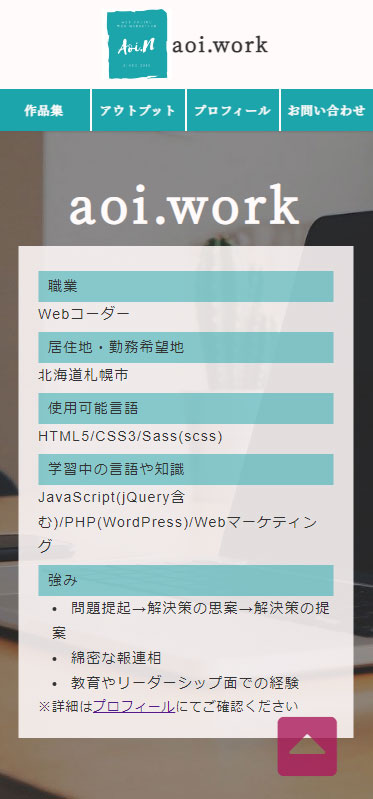 Aoi.N
aoi.work
作品集 アウトプット プロフィール お問い合わせ
aoi.work
職業
Webコーダー
居住地・勤務希望地
北海道札幌市
使用可能言語
HTML5/CSS3/Sass(scss)
学習中の言語や知識
JavaScript(jQuery含
む)/PHP(WordPress)/Webマーケティン
グ
強み
• 問題提起→解決策の思案→解決策の提
案
• 綿密な報連相
• 教育やリーダーシップ面での経験
※詳細はプロフィールにてご確認ください